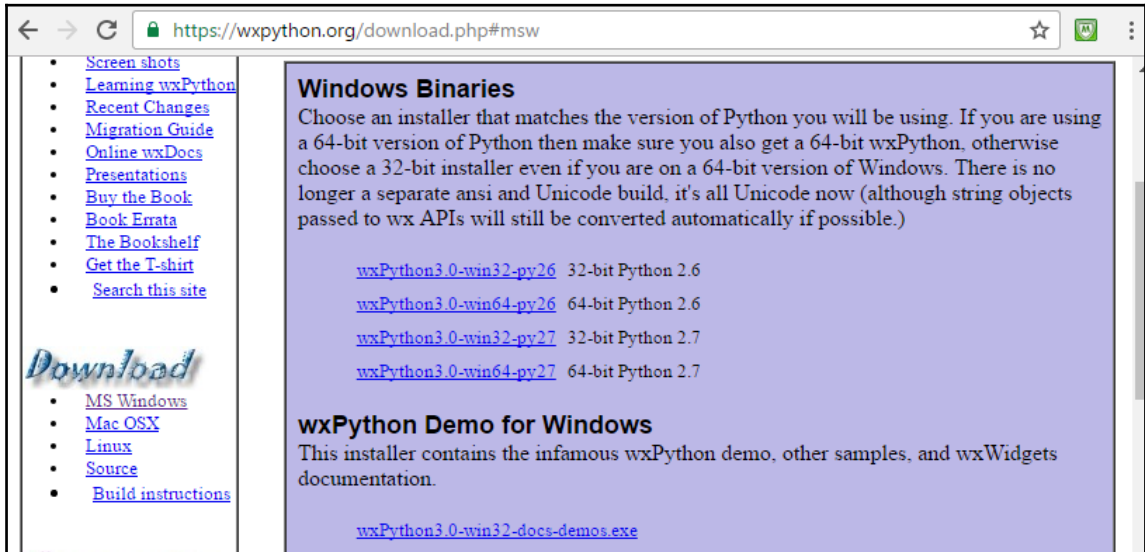 https://wxpython.org/download.php#msw
Screen shots
Learning wxPython
Recent Changes
Migration Guide
Online wxDocs
Presentations
Buy the Book
Book Errata
The Bookshelf
Get the T-shirt
Search this site
Download
MS Windows
Mac OSX
Linux
Source
Build instructions
Windows Binaries
Choose an installer that matches the version of Python you will be using. If you are using
a 64-bit version of Python then make sure you also get a 64-bit wxPython, otherwise
choose a 32-bit installer even if you are on a 64-bit version of Windows. There is no
longer a separate ansi and Unicode build, it's all Unicode now (although string objects
passed to wx APIs will still be converted automatically if possible.)
wxPython3.0-win32-py26 32-bit Python 2.6
wxPython3.0-win64-py26 64-bit Python 2.6
wxPython3.0-win32-py27 32-bit Python 2.7
wxPython3.0-win64-py27 64-bit Python 2.7
wxPython Demo for Windows
This installer contains the infamous wxPython demo, other samples, and wxWidgets
documentation.
wxPython3.0-win32-docs-demos.exe